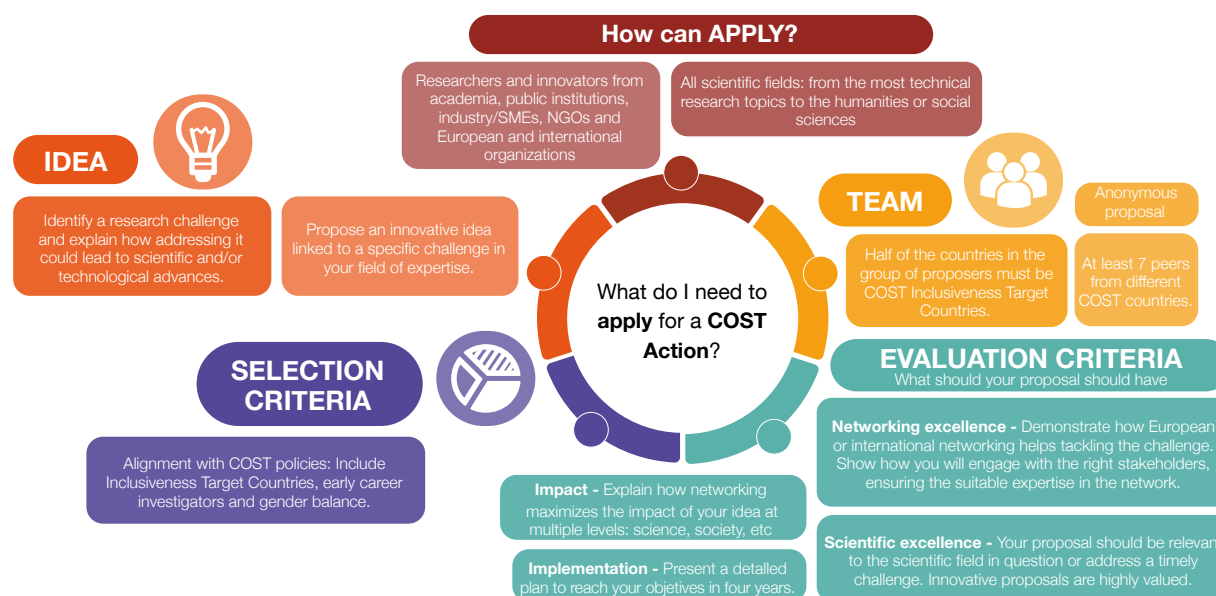 How can APPLY?
Researchers and innovators from
academia, public institutions,
industry/SMEs, NGOs and
European and international
organizations
All scientific fields: from the most technical
research topics to the humanities or social
sciences
IDEA
Identify a research challenge
and explain how addressing it
could lead to scientific and/or
technological advances.
Propose an innovative idea
linked to a specific challenge in
your field of expertise.
TEAM
Anonymous
proposal
Half of the countries in the
group of proposers must be
COST Inclusiveness Target
Countries.
At least 7 peers
from different
COST countries.
What do I need to
apply for a COST
Action?
SELECTION
CRITERIA
Alignment with COST policies: Include
Inclusiveness Target Countries, early career
investigators and gender balance.
EVALUATION CRITERIA
What should your proposal should have
Networking excellence - Demonstrate how European
or international networking helps tackling the challenge.
Show how you will engage with the right stakeholders,
ensuring the suitable expertise in the network.
Impact - Explain how networking
maximizes the impact of your idea at
multiple levels: science, society, etc
Implementation - Present a detailed
plan to reach your objetives in four years.
Scientific excellence - Your proposal should be relevan
to the scientific field in question or address a timely
challenge. Innovative proposals are highly valued.